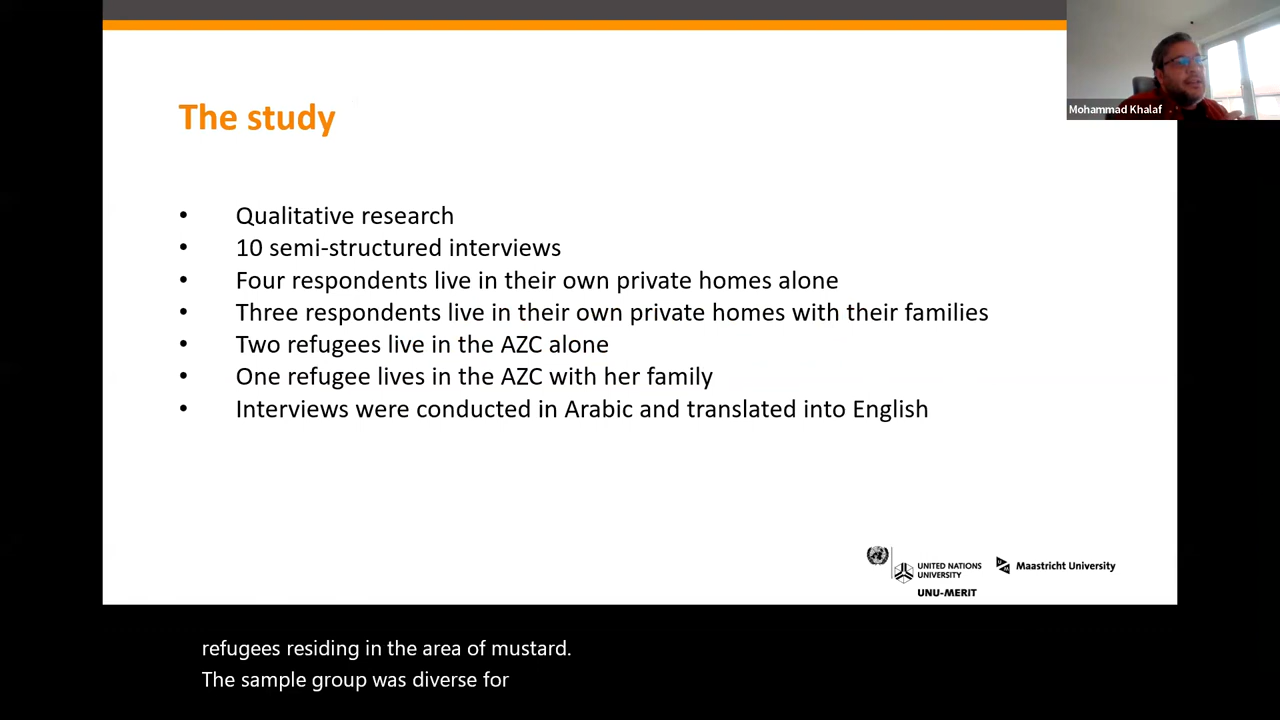 Mohammad Khalaf
The study
• Qualitative research
• 10 semi-structured interviews
• Four respondents live in their own private homes alone
• Three respondents live in their own private homes with their families
• Two refugees live in the AZC alone
• One refugee lives in the AZC with her family
• Interviews were conducted in Arabic and translated into English
UNITED NATIONS
UNIVERSITY
UNU-MERIT
Maastricht University
refugees residing in the area of mustard.
The sample group was diverse for